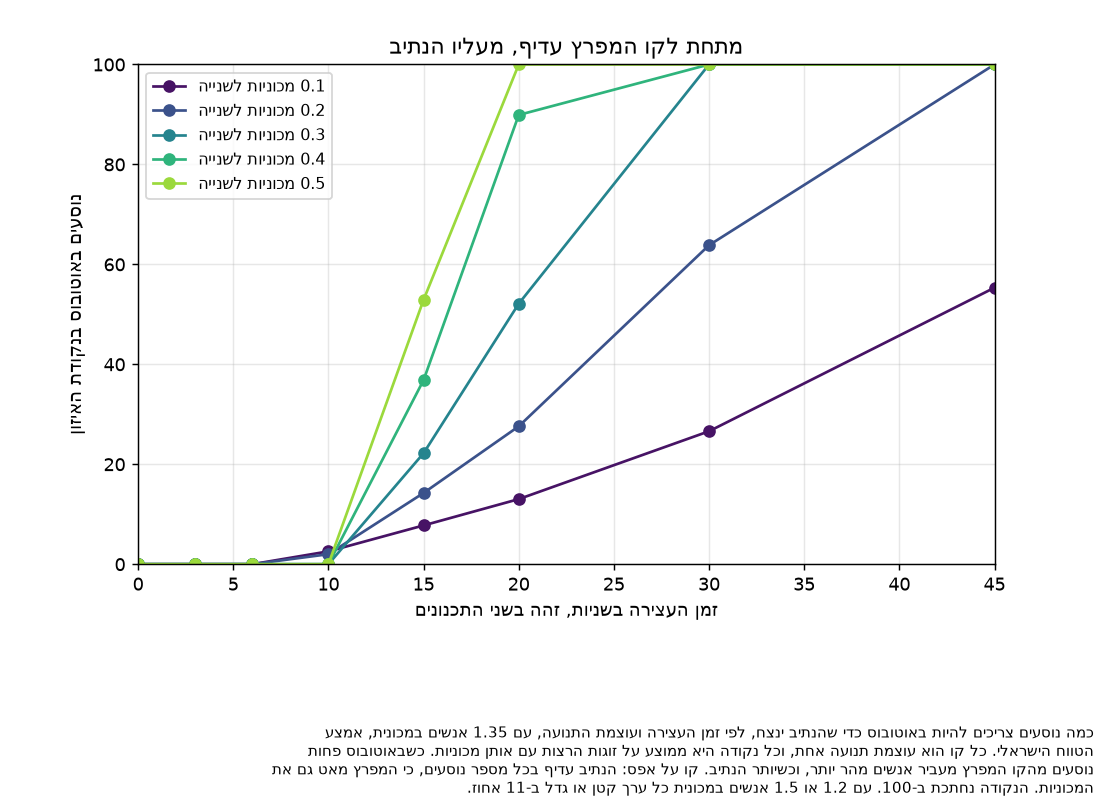 מתחת לקו המפרץ עדיף, מעליו הנתיב
100
80
60
40
20
0
0.1 מכוניות לשנייה
0.2 מכוניות לשנייה
0.3 מכוניות לשנייה
0.4 מכוניות לשנייה
0.5 מכוניות לשנייה
נוסעים באוטובוס בנקודת האיזון
0 5 10 15 20 25 30 35 40 45
זמן העצירה בשניות, זהה בשני התכנונים
כמה נוסעים צריכים להיות באוטובוס כדי שהנתיב ינצח, לפי זמן העצירה ועוצמת התנועה, עם 1.35 אנשים במכונית, אמצע
הטווח הישראלי. כל קו הוא עוצמת תנועה אחת, וכל נקודה היא ממוצע על זוגות הרצות עם אותן מכוניות. כשבאוטובוס פחות
נוסעים מהקו המפרץ מעביר אנשים מהר יותר, וכשיותר הנתיב. קו על אפס: הנתיב עדיף בכל מספר נוסעים, כי המפרץ מאט גם את
המכוניות. הנקודה נחתכת ב-100. עם 1.2 או 1.5 אנשים במכונית כל ערך קטן או גדל ב-11 אחוז.